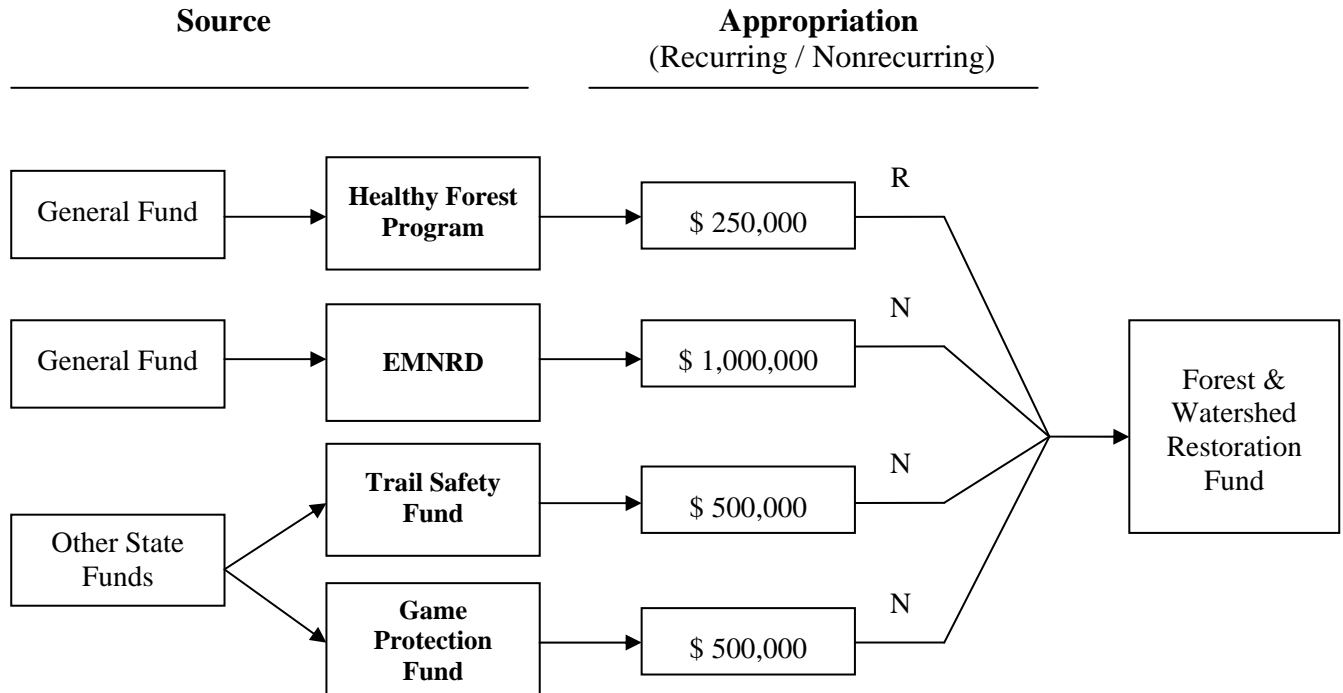 Source
Appropriation
(Recurring / Nonrecurring)
General Fund
Healthy Forest
Program
$ 250,000
R
General Fund
EMNRD
$ 1,000,000
N
Other State
Funds
Trail Safety
Fund
$ 500,000
N
Game
Protection
Fund
$ 500,000
N
Forest &
Watershed
Restoration
Fund